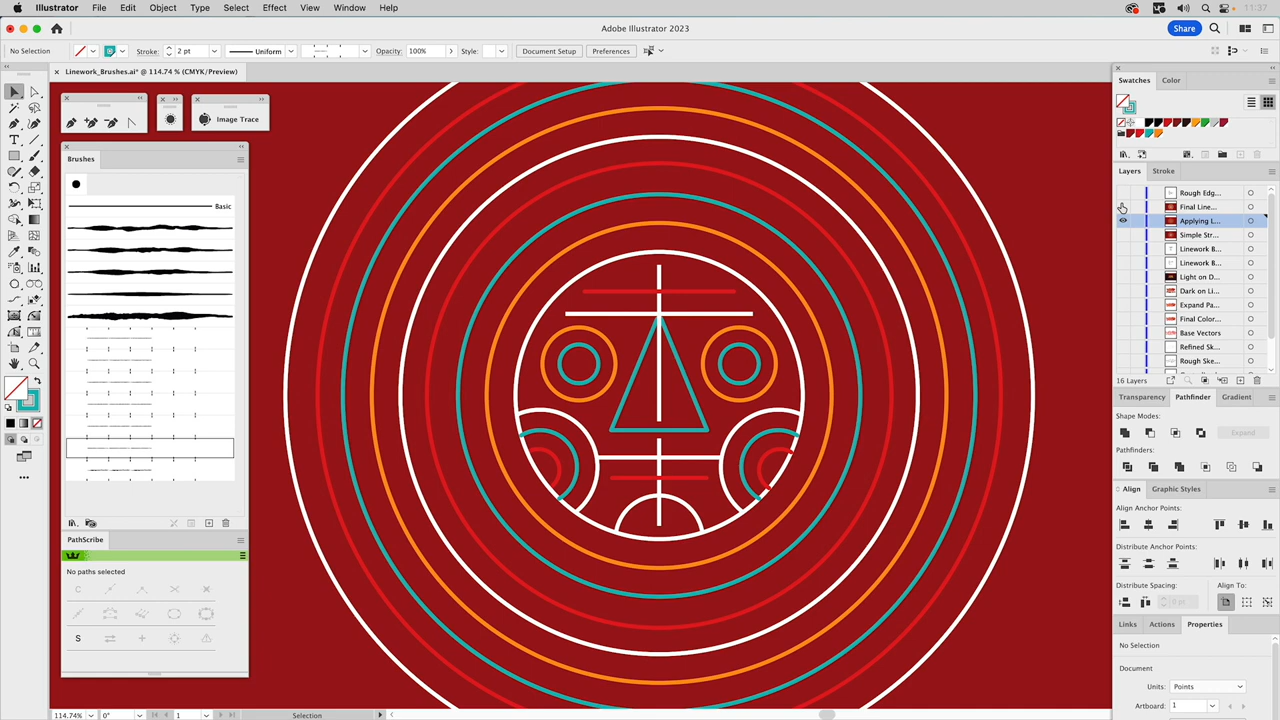 Illustrator File Edit Object Type Select Effect View Window Help 11:37
Adobe Illustrator 2023 Share
No Selection Stroke: 2 pt Uniform Opacity: 100% Style: Document Setup Preferences
Linework_Brushes.ai* @ 114.74 % (CMYK/Preview)
Swatches Color
Image Trace
Brushes
Basic
Layers Stroke
Rough Edg...
Final Line...
Applying L...
Simple Str...
Linework B...
Linework B...
Light on D...
Dark on Li...
Expand Pa...
Final Color...
Base Vectors
Refined Sk...
Rough Ske...
16 Layers
Transparency Pathfinder Gradient
Shape Modes:
Expand
Pathfinders:
Align Graphic Styles
Align Anchor Points:
Distribute Anchor Points:
Distribute Spacing: Align To:
0 pt
PathScribe
No paths selected
C
S
Links Actions Properties
No Selection
Document
Units: Points
Artboard: 1
114.74% 0° 1 Selection